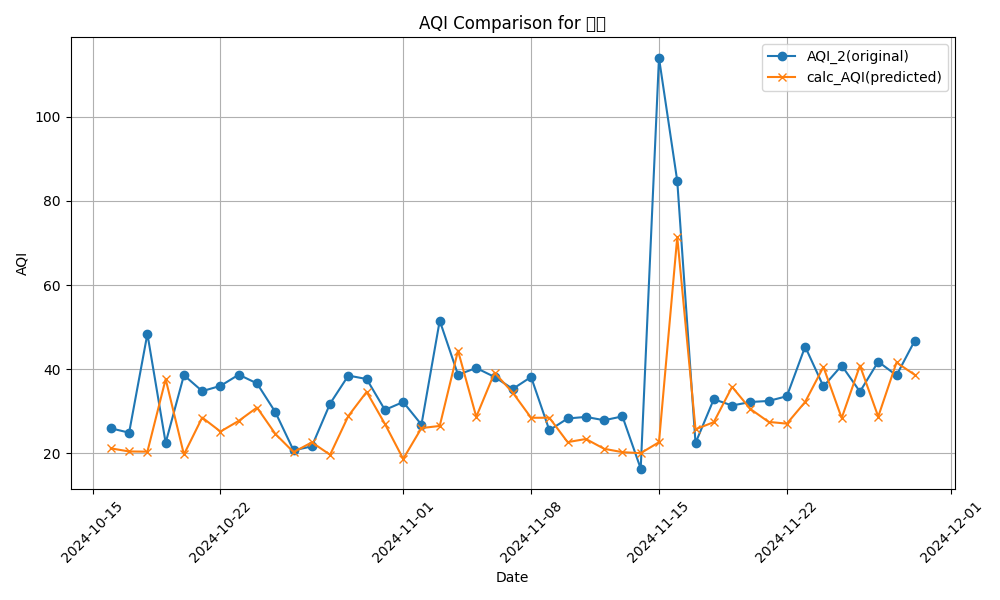 AQI Comparison for
AQI_2(original)
calc_AQI(predicted)
AQI
100
80
60
40
20
2024-10-15
2024-10-22
2024-11-01
2024-11-08
2024-11-15
2024-11-22
2024-12-01
Date